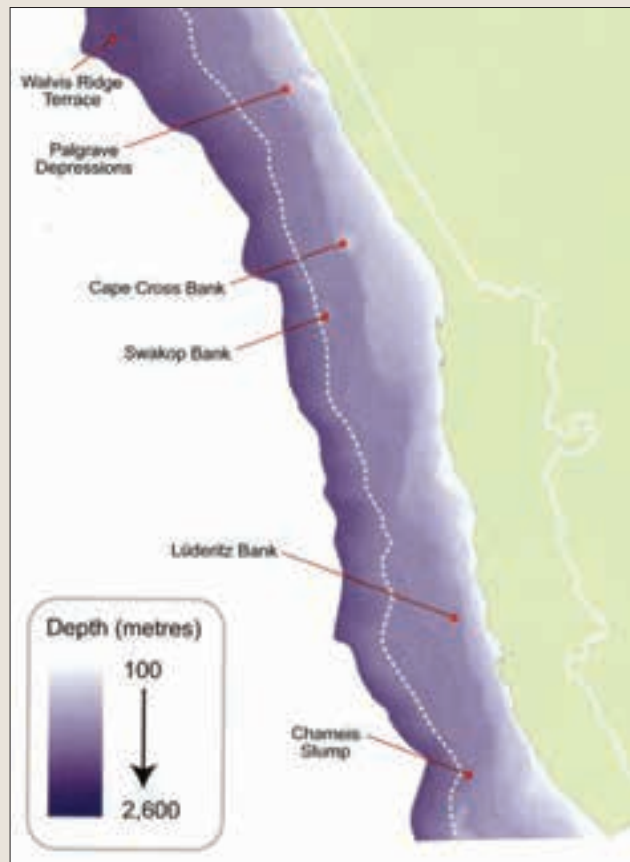 Walvis Ridge
Terrace
Palgrave
Depressions
Cape Cross Bank
Swakop Bank
Lüderitz Bank
Depth (metres)
100
2,600
Chameis
Slump